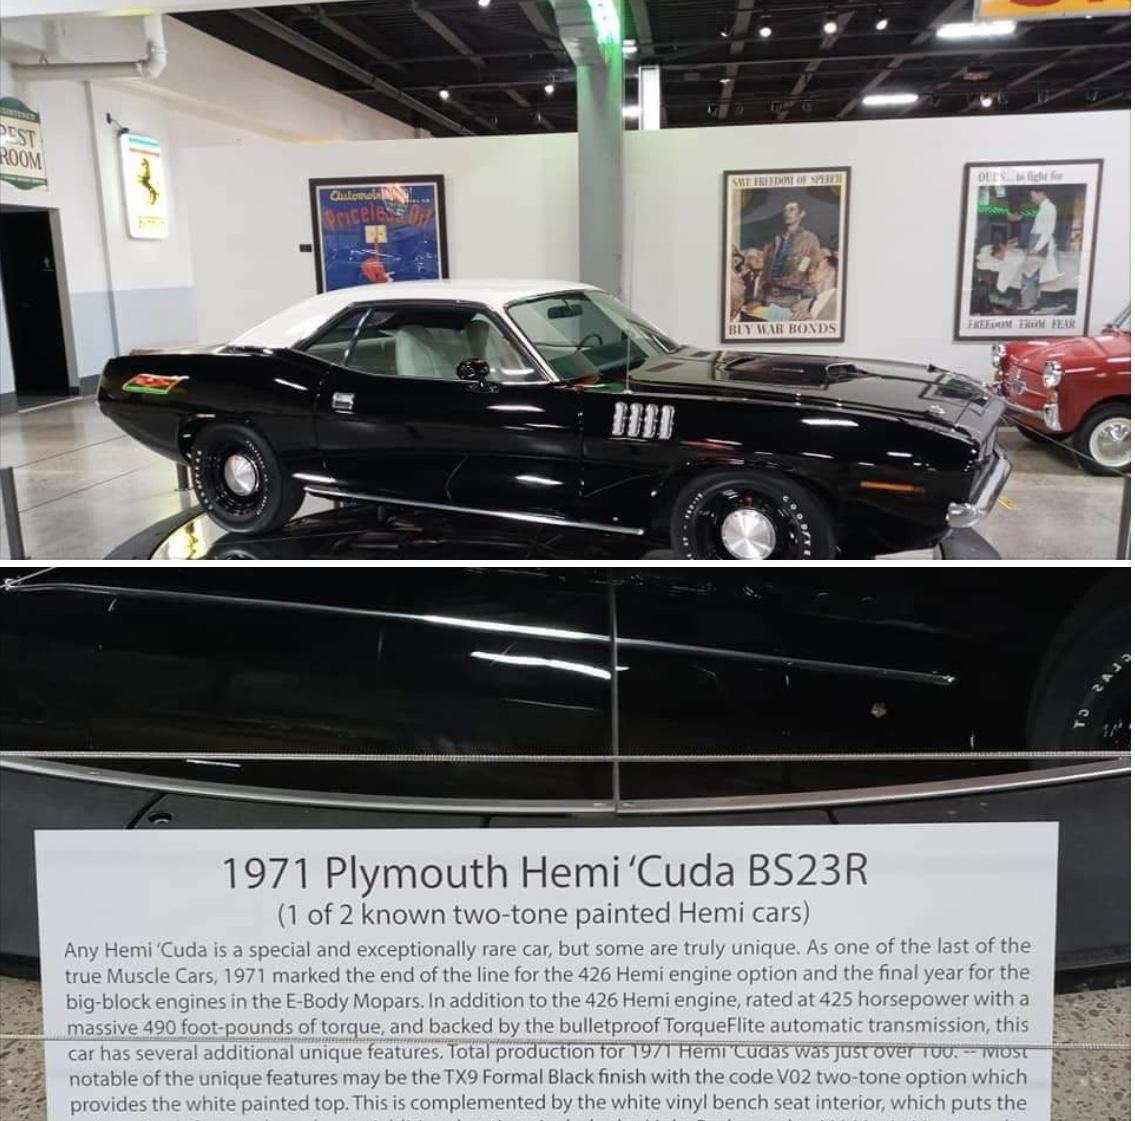 REST
ROOM
Automobile
Priceless
SAVE FREEDOM OF SPEECH
BUY WAR BONDS
OURS... to fight for
FREEDOM FROM FEAR
1971 Plymouth Hemi 'Cuda BS23R
(1 of 2 known two-tone painted Hemi cars)
Any Hemi 'Cuda is a special and exceptionally rare car, but some are truly unique. As one of the last of the
true Muscle Cars, 1971 marked the end of the line for the 426 Hemi engine option and the final year for the
big-block engines in the E-Body Mopars. In addition to the 426 Hemi engine, rated at 425 horsepower with a
massive 490 foot-pounds of torque, and backed by the bulletproof TorqueFlite automatic transmission, this
car has several additional unique features. Total production for 1971 Hemi 'Cudas was just over 100. -- Most
notable of the unique features may be the TX9 Formal Black finish with the code V02 two-tone option which
provides the white painted top. This is complemented by the white vinyl bench seat interior, which puts the